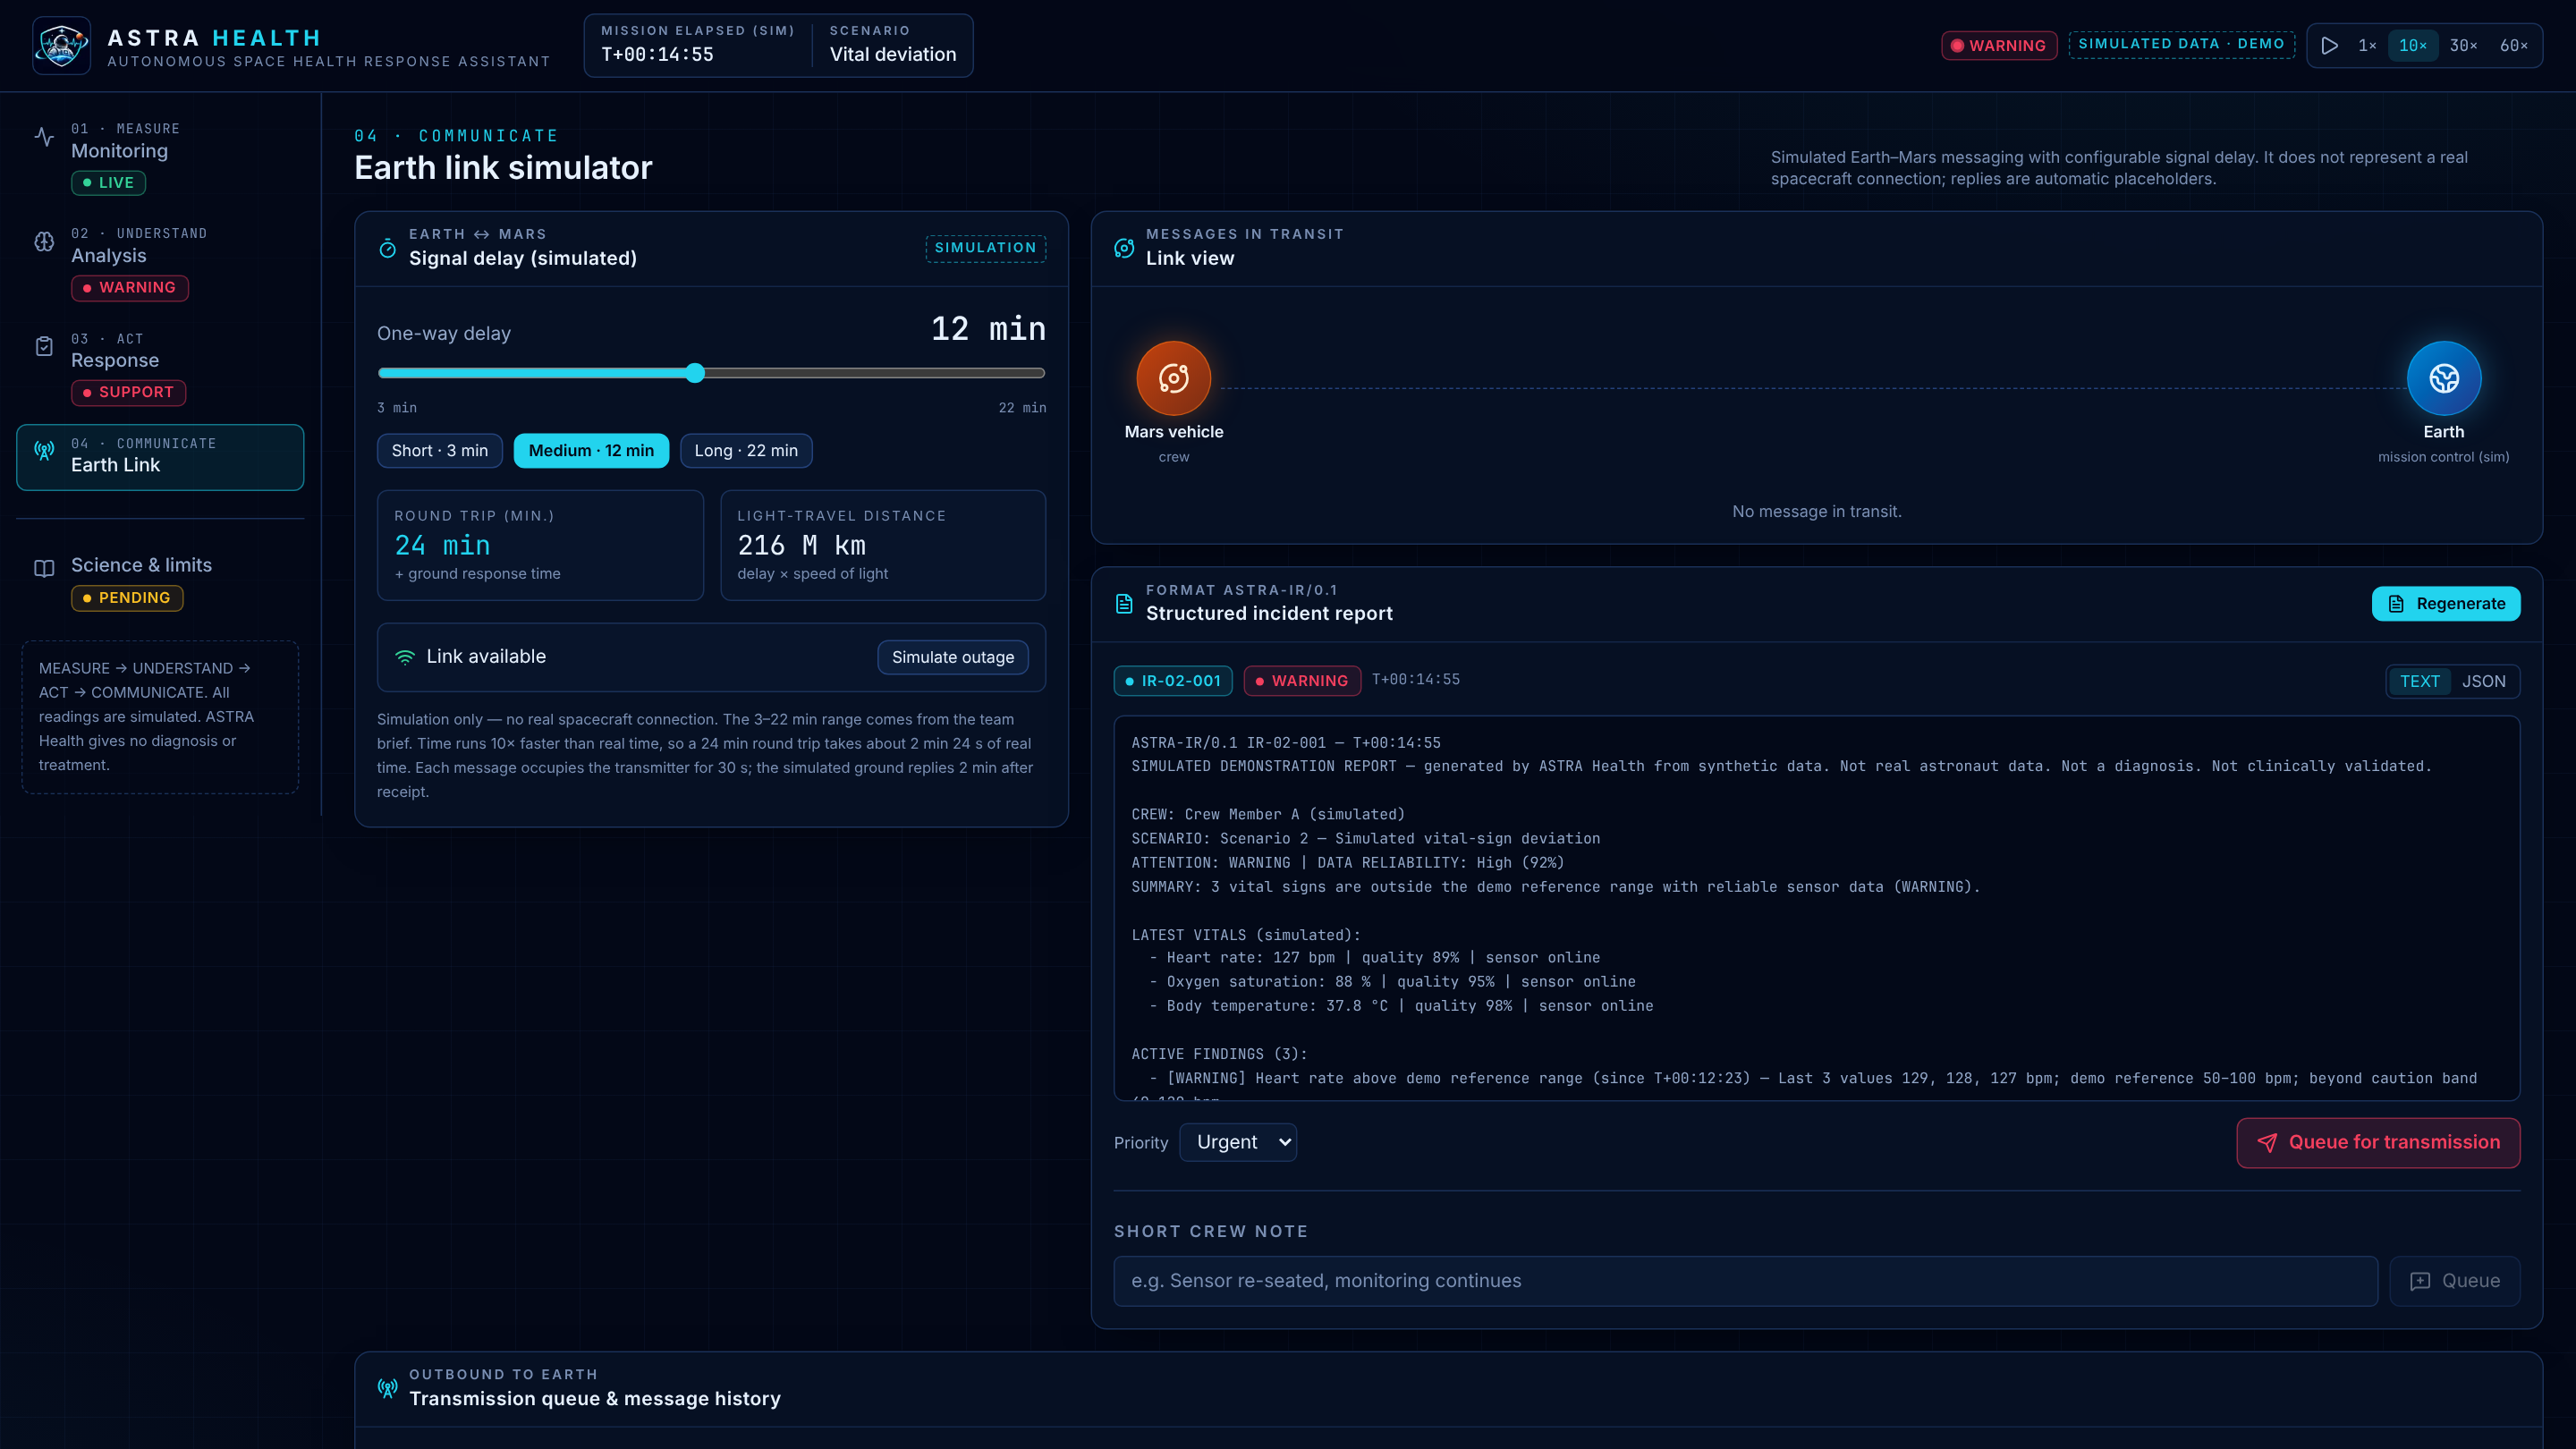 ASTRA HEALTH
AUTONOMOUS SPACE HEALTH RESPONSE ASSISTANT
MISSION ELAPSED (SIM)
T+00:14:55
SCENARIO
Vital deviation
WARNING
SIMULATED DATA · DEMO
1×
10×
30×
60×
01 · MEASURE
Monitoring
LIVE
02 · UNDERSTAND
Analysis
WARNING
03 · ACT
Response
SUPPORT
04 · COMMUNICATE
Earth Link
Science & limits
PENDING
MEASURE → UNDERSTAND →
ACT → COMMUNICATE. All
readings are simulated. ASTRA
Health gives no diagnosis or
treatment.
04 · COMMUNICATE
Earth link simulator
Simulated Earth–Mars messaging with configurable signal delay. It does not represent a real
spacecraft connection; replies are automatic placeholders.
EARTH ↔ MARS
Signal delay (simulated)
SIMULATION
One-way delay
12 min
3 min
22 min
Short · 3 min
Medium · 12 min
Long · 22 min
ROUND TRIP (MIN.)
24 min
+ ground response time
LIGHT-TRAVEL DISTANCE
216 M km
delay × speed of light
Link available
Simulate outage
Simulation only — no real spacecraft connection. The 3–22 min range comes from the team
brief. Time runs 10× faster than real time, so a 24 min round trip takes about 2 min 24 s of real
time. Each message occupies the transmitter for 30 s; the simulated ground replies 2 min after
receipt.
MESSAGES IN TRANSIT
Link view
Mars vehicle
crew
Earth
mission control (sim)
No message in transit.
FORMAT ASTRA-IR/0.1
Structured incident report
Regenerate
IR-02-001
WARNING
T+00:14:55
TEXT
JSON
ASTRA-IR/0.1 IR-02-001 — T+00:14:55
SIMULATED DEMONSTRATION REPORT — generated by ASTRA Health from synthetic data. Not real astronaut data. Not a diagnosis. Not clinically validated.
CREW: Crew Member A (simulated)
SCENARIO: Scenario 2 — Simulated vital-sign deviation
ATTENTION: WARNING | DATA RELIABILITY: High (92%)
SUMMARY: 3 vital signs are outside the demo reference range with reliable sensor data (WARNING).
LATEST VITALS (simulated):
- Heart rate: 127 bpm | quality 89% | sensor online
- Oxygen saturation: 88 % | quality 95% | sensor online
- Body temperature: 37.8 °C | quality 98% | sensor online
ACTIVE FINDINGS (3):
- [WARNING] Heart rate above demo reference range (since T+00:12:23) — Last 3 values 129, 128, 127 bpm; demo reference 50–100 bpm; beyond caution band
Priority
Urgent
Queue for transmission
SHORT CREW NOTE
e.g. Sensor re-seated, monitoring continues
Queue
OUTBOUND TO EARTH
Transmission queue & message history